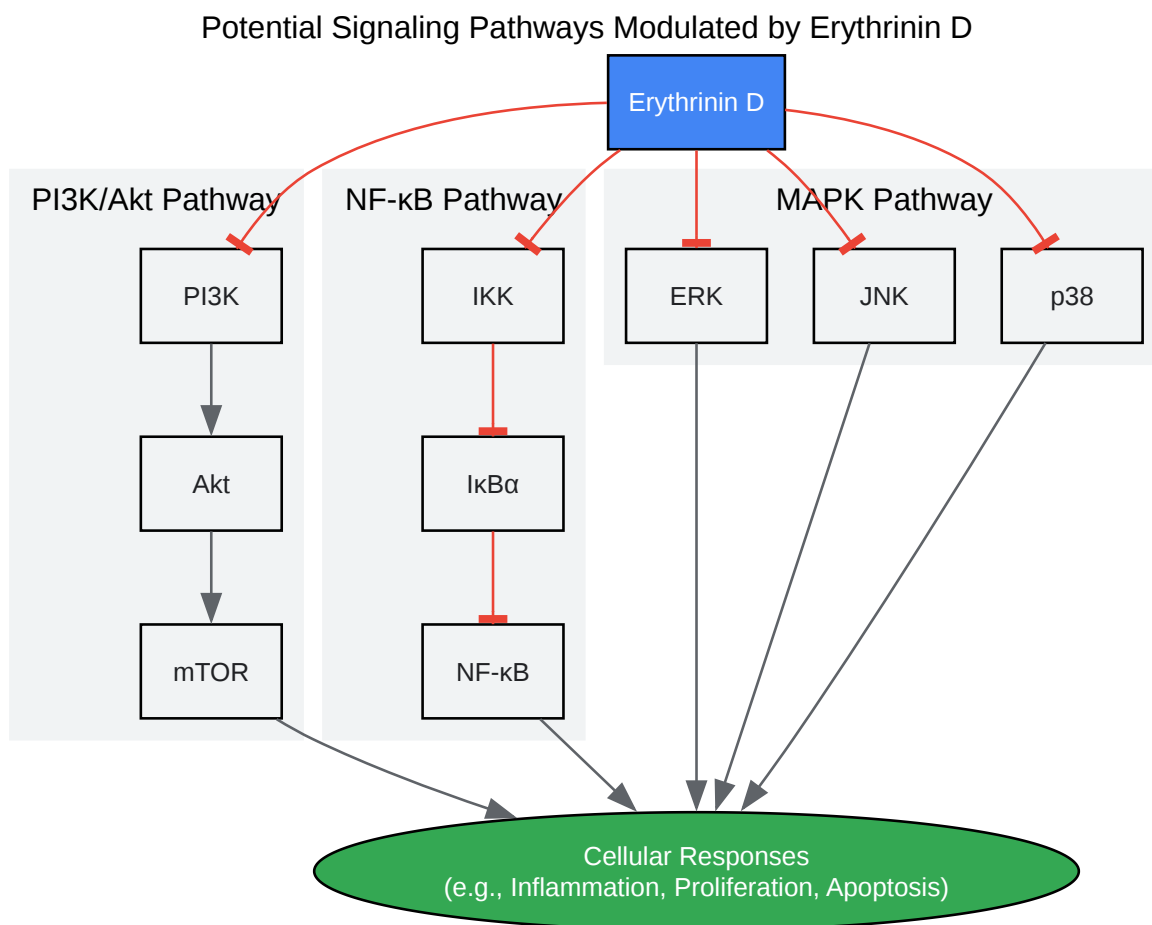 Potential Signaling Pathways Modulated by Erythrinin D
Erythrinin D
PI3K/Akt Pathway
NF-κB Pathway
MAPK Pathway
PI3K
IKK
ERK
JNK
p38
Akt
IκBα
mTOR
NF-κB
Cellular Responses
(e.g., Inflammation, Proliferation, Apoptosis)